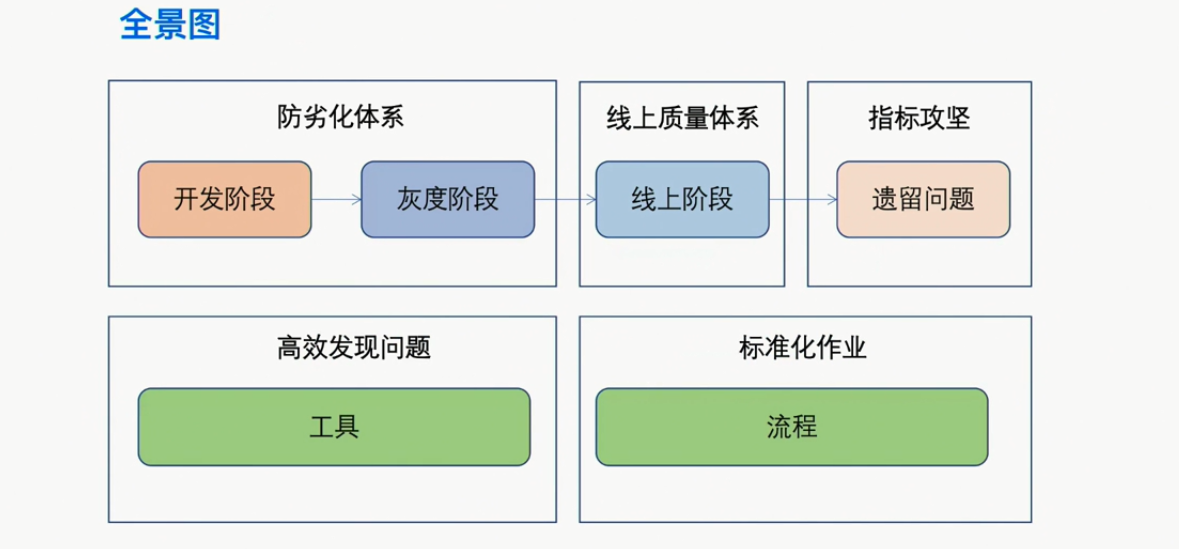 全景图
防劣化体系
开发阶段
灰度阶段
线上质量体系
线上阶段
指标攻坚
遗留问题
高效发现问题
工具
标准化作业
流程